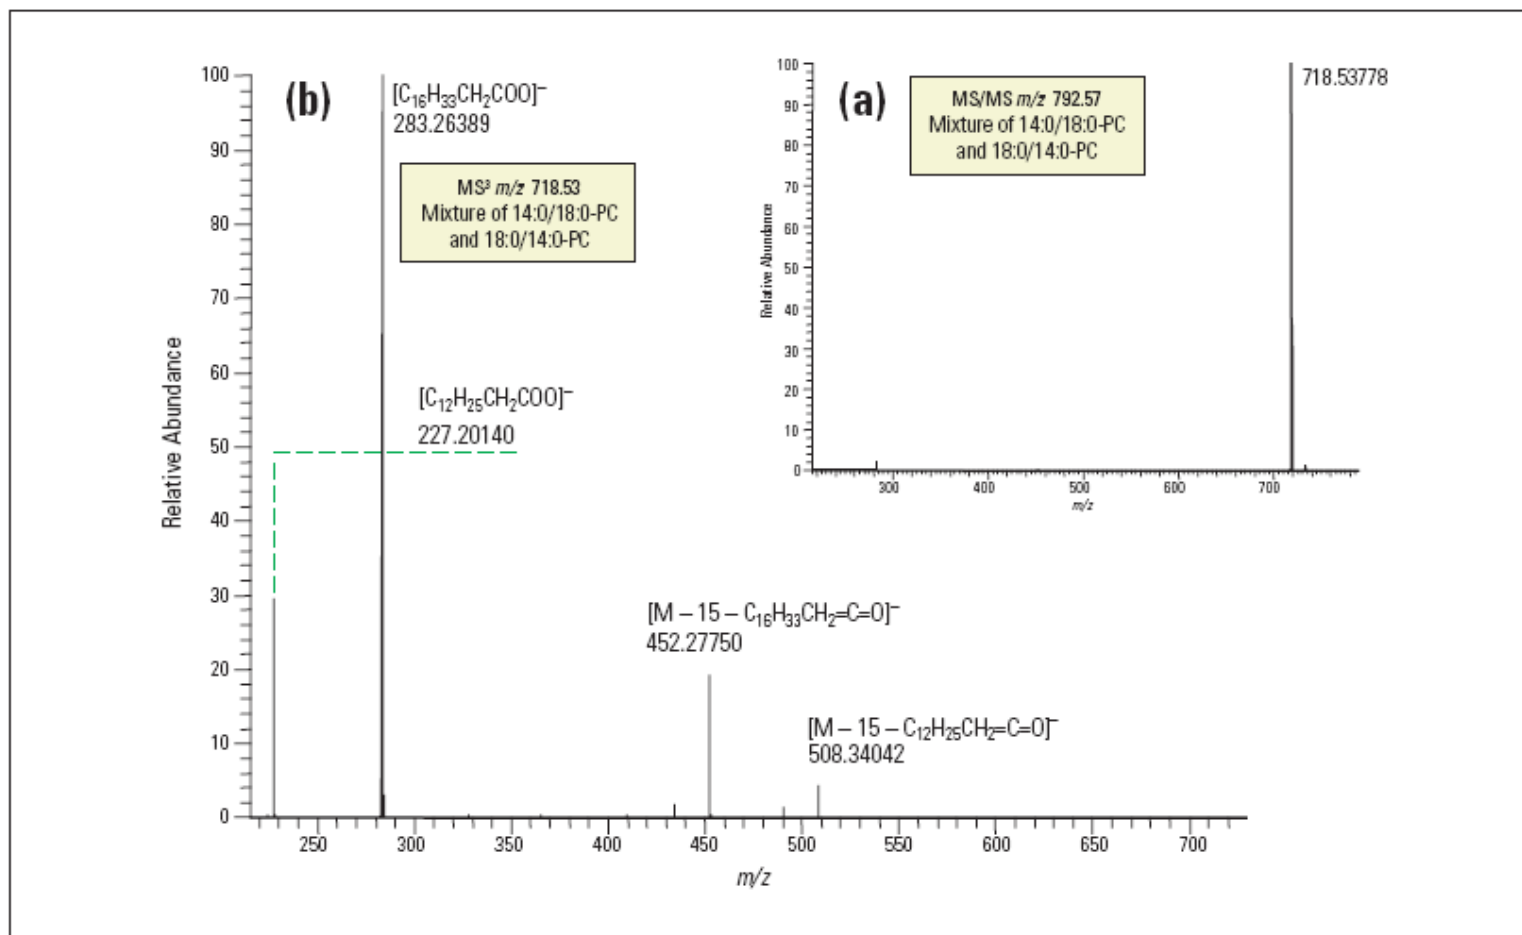 (b)
[C₁₆H₃₃CH₂COO]⁻
283.26389
MS³ m/z 718.53
Mixture of 14:0/18:0-PC
and 18:0/14:0-PC
[C₁₂H₂₅CH₂COO]⁻
227.20140
[M – 15 – C₁₆H₃₃CH₂=C=O]⁻
452.27750
[M – 15 – C₁₂H₂₅CH₂=C=O]⁻
508.34042
Relative Abundance
100
90
80
70
60
50
40
30
20
10
0
250 300 350 400 450 500 550 600 650 700
m/z
(a)
MS/MS m/z 792.57
Mixture of 14:0/18:0-PC
and 18:0/14:0-PC
718.53778
Relative Abundance
100
90
80
70
60
50
40
30
20
10
0
300 400 500 600 700
m/z